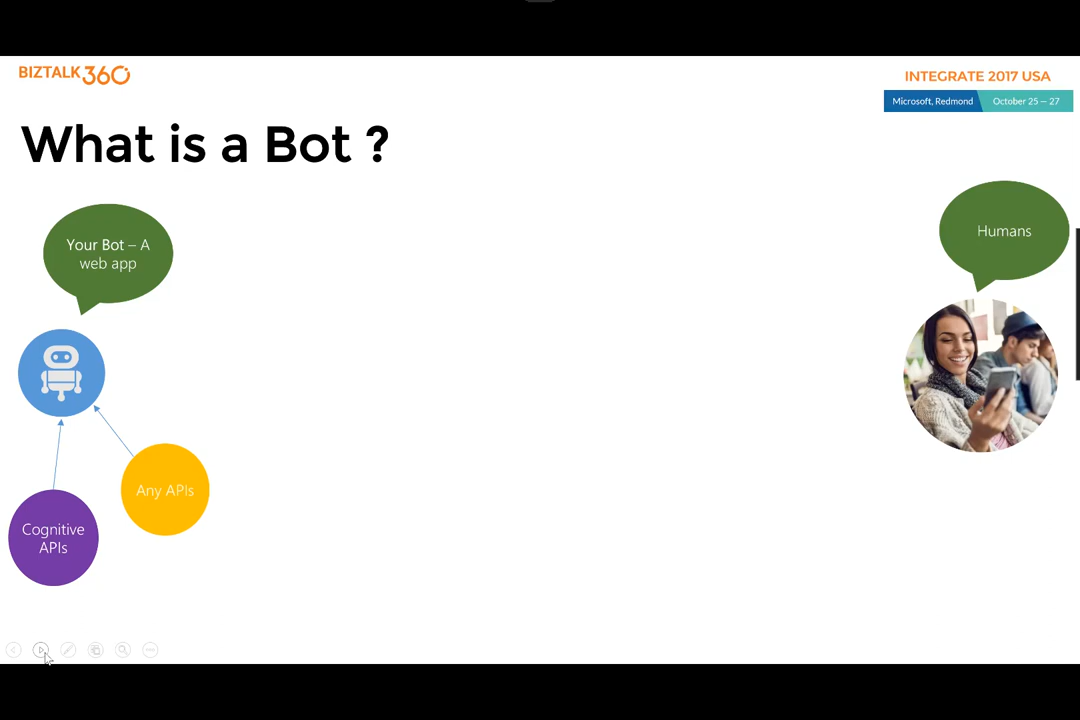 BIZTALK360
INTEGRATE 2017 USA
Microsoft, Redmond
October 25 – 27
What is a Bot ?
Your Bot – A
web app
Humans
Any APIs
Cognitive
APIs